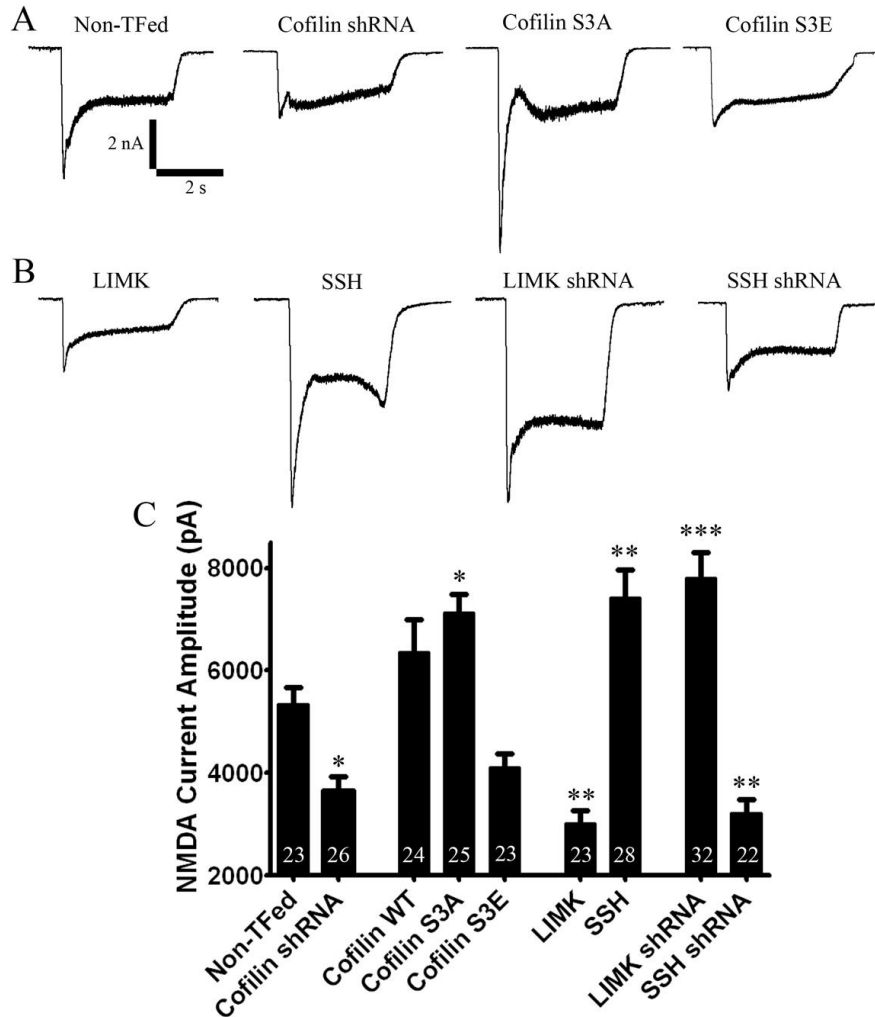 A
Non-TFed
Cofilin shRNA
Cofilin S3A
Cofilin S3E
2 nA
2 s
B
LIMK
SSH
LIMK shRNA
SSH shRNA
C
NMDA Current Amplitude (pA)
8000
6000
4000
2000
*
*
**
**
***
**
23
26
24
25
23
23
28
32
22
Non-TFed
Cofilin shRNA
Cofilin WT
Cofilin S3A
Cofilin S3E
LIMK
SSH
LIMK shRNA
SSH shRNA